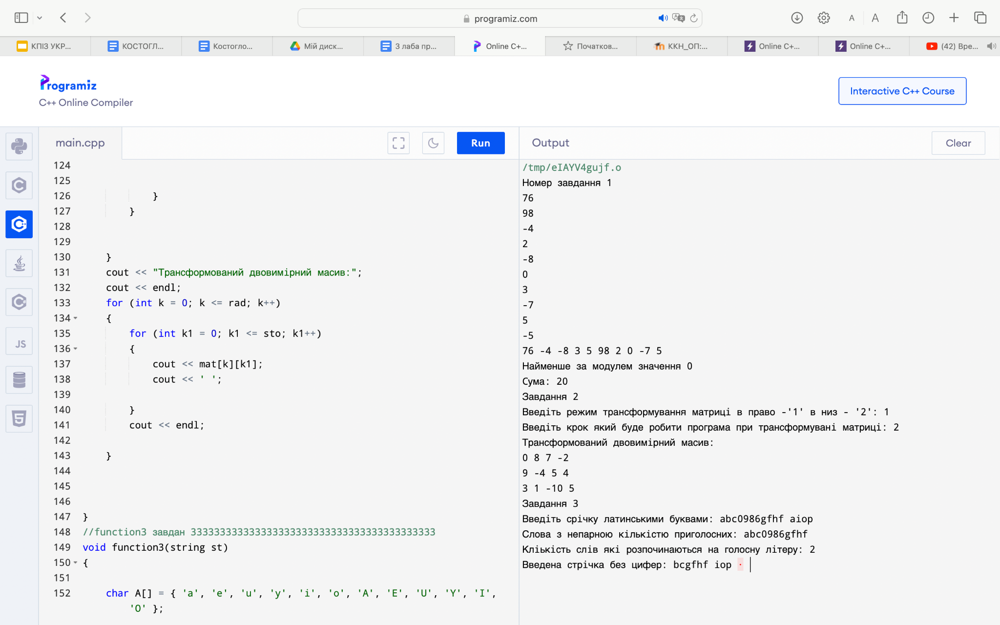 programiz.com
A
A
КПІЗ УКР...
КОСТОГЛ...
Костогло...
Мій диск...
3 лаба пр...
Online C+...
Початков...
ККН_ОП:...
Online C+...
Online C+...
(42) Вре...
Programiz
C++ Online Compiler
Interactive C++ Course
main.cpp
Run
Output
Clear
JS
124
125
126 }
127 }
128
129
130 }
131 cout << "Трансформований двовимірний масив:";
132 cout << endl;
133 for (int k = 0; k <= rad; k++)
134 {
135 for (int k1 = 0; k1 <= sto; k1++)
136 {
137 cout << mat[k][k1];
138 cout << ' ';
139
140 }
141 cout << endl;
142
143 }
144
145
146
147 }
148 //function3 завдан 333333333333333333333333333333333333333333
149 void function3(string st)
150 {
151
152 char A[] = { 'a', 'e', 'u', 'y', 'i', 'o', 'A', 'E', 'U', 'Y', 'I',
'O' };
/tmp/eIAYV4gujf.o
Номер завдання 1
76
98
-4
2
-8
0
3
-7
5
-5
76 -4 -8 3 5 98 2 0 -7 5
Найменше за модулем значення 0
Сума: 20
Завдання 2
Введіть режим трансформування матриці в право -'1' в низ - '2': 1
Введіть крок який буде робити програма при трансформувані матриці: 2
Трансформований двовимірний масив:
0 8 7 -2
9 -4 5 4
3 1 -10 5
Завдання 3
Введіть срічку латинськими буквами: abc0986gfhf aiop
Слова з непарною кількістю приголосних: abc0986gfhf
Кліькість слів які розпочинаються на голосну літеру: 2
Введена стрічка без цифер: bcgfhf iop